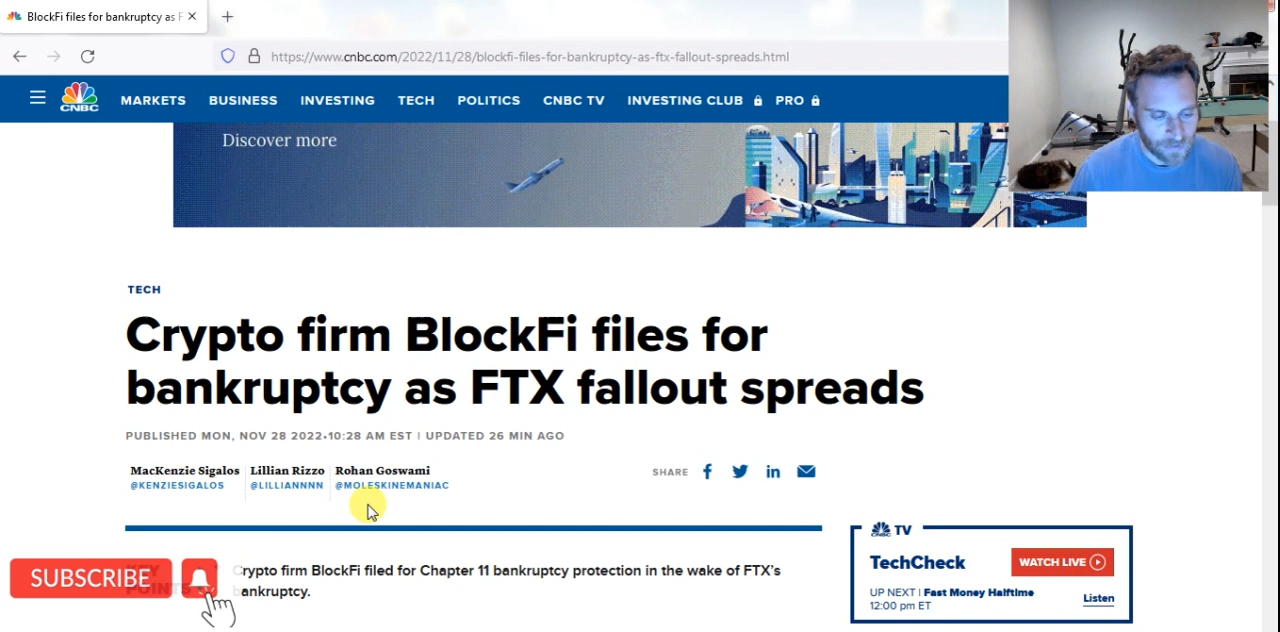 BlockFi files for bankruptcy as F
https://www.cnbc.com/2022/11/28/blockfi-files-for-bankruptcy-as-ftx-fallout-spreads.html
CNBC
MARKETS BUSINESS INVESTING TECH POLITICS CNBC TV INVESTING CLUB PRO
Discover more
TECH
Crypto firm BlockFi files for
bankruptcy as FTX fallout spreads
PUBLISHED MON, NOV 28 2022•10:28 AM EST | UPDATED 26 MIN AGO
MacKenzie Sigalos Lillian Rizzo Rohan Goswami
@KENZIESIGALOS @LILLIANNNN @MOLESKINEMANIAC
SHARE
CNBC TV
TechCheck
WATCH LIVE
UP NEXT | Fast Money Halftime
12:00 pm ET
Listen
SUBSCRIBE
KEY
POINTS
Crypto firm BlockFi filed for Chapter 11 bankruptcy protection in the wake of FTX's
bankruptcy.